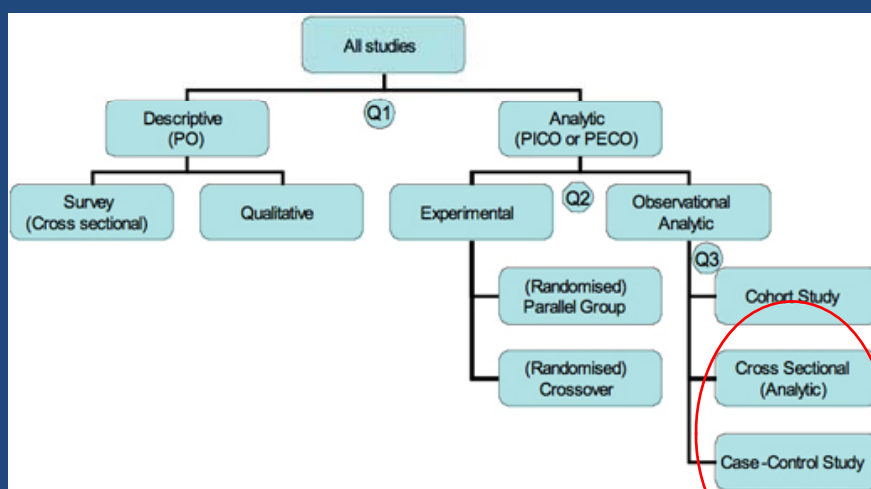 All studies
Q1
Descriptive
(PO)
Analytic
(PICO or PECO)
Survey
(Cross sectional)
Qualitative
Experimental
Q2
Observational
Analytic
Q3
(Randomised)
Parallel Group
Cohort Study
(Randomised)
Crossover
Cross Sectional
(Analytic)
Case-Control Study